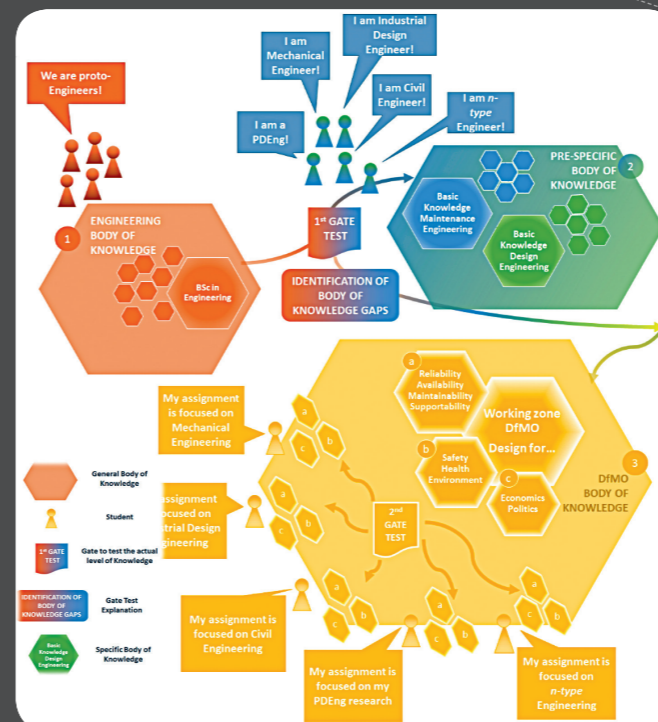 We are proto-
Engineers!
I am
Mechanical
Engineer!
I am Industrial
Design
Engineer!
I am a
PDEng!
I am Civil
Engineer!
I am n-
type
Engineer!
1
ENGINEERING
BODY OF
KNOWLEDGE
BSc in
Engineering
1st GATE
TEST
IDENTIFICATION OF
BODY OF
KNOWLEDGE GAPS
PRE-SPECIFIC
BODY OF
KNOWLEDGE
2
Basic
Knowledge
Maintenance
Engineering
Basic
Knowledge
Design
Engineering
a
Reliability
Availability
Maintainability
Supportability
Working zone
DfMO
Design for...
b
Safety
Health
Environment
c
Economics
Politics
3
DfMO
BODY OF
KNOWLEDGE
2nd
GATE
TEST
My assignment
is focused on
Mechanical
Engineering
a
b
c
assignment
focused on
strial Design
gineering
a
b
c
My assignment is
focused on Civil
Engineering
a
b
c
My assignment is
focused on my
PDEng research
a
b
c
My assignment is
focused on
n-type
Engineering
a
b
c
General Body of
Knowledge
Student
1st GATE
TEST
Gate to test the actual
level of Knowledge
IDENTIFICATION OF
BODY OF
KNOWLEDGE GAPS
Gate Test
Explanation
Basic
Knowledge
Design
Engineering
Specific Body of
Knowledge